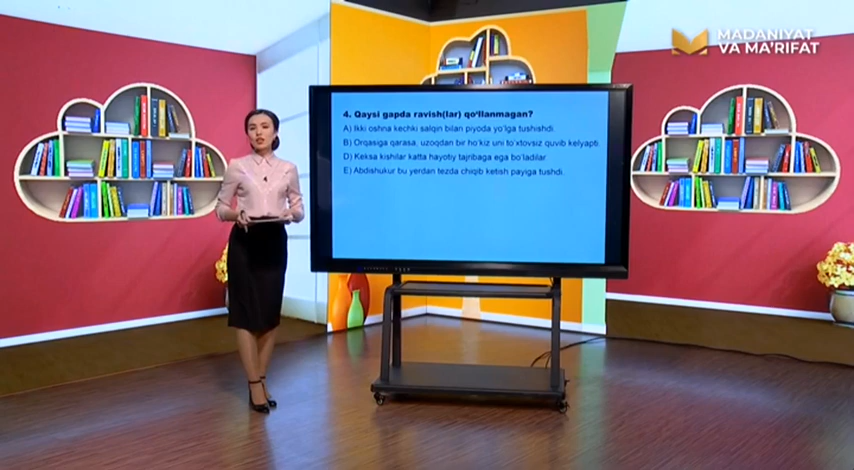 MADANIYAT
VA MA'RIFAT
4. Qaysi gapda ravish(lar) qo'llanmagan?
A) Ikki oshna kechki salqin bilan piyoda yo'lga tushishdi.
B) Orqasiga qarasa, uzoqdan bir ho'kiz uni to'xtovsiz quvib kelyapti.
D) Keksa kishilar katta hayotiy tajribaga ega bo'ladilar.
E) Abdishukur bu yerdan tezda chiqib ketish payiga tushdi.